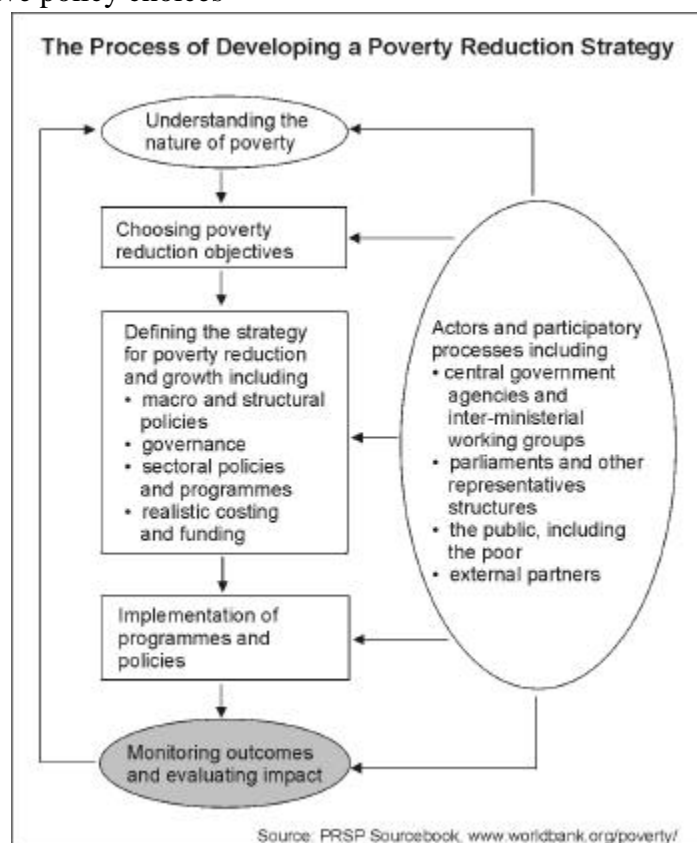 ve policy choices
The Process of Developing a Poverty Reduction Strategy
Understanding the
nature of poverty
Choosing poverty
reduction objectives
Defining the strategy
for poverty reduction
and growth including
• macro and structural
policies
• governance
• sectoral policies
and programmes
• realistic costing
and funding
Implementation of
programmes and
policies
Monitoring outcomes
and evaluating impact
Actors and participatory
processes including
• central government
agencies and
inter-ministerial
working groups
• parliaments and other
representatives
structures
• the public, including
the poor
• external partners
Source: PRSP Sourcebook, www.worldbank.org/poverty/